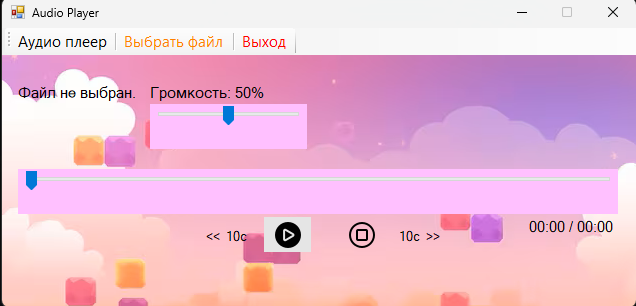 Audio Player
Аудио плеер Выбрать файл Выход
Файл не выбран. Громкость: 50%
<< 10с 10с >> 00:00 / 00:00